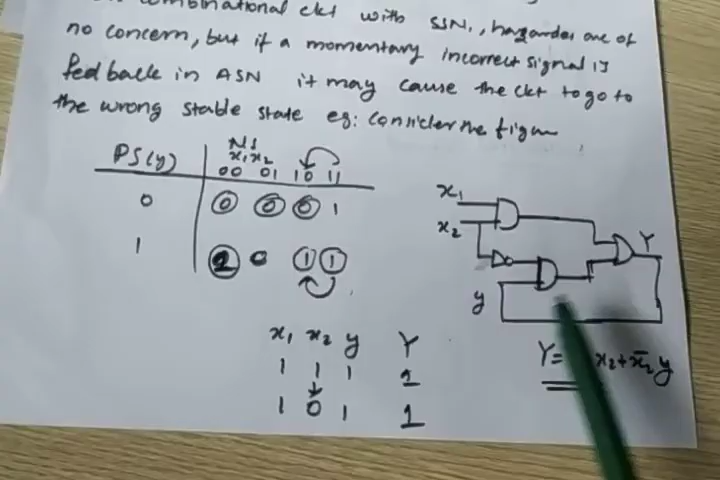 combinational ckt with SSN., hazardas are of
no concern, but if a momentary incorrect signal is
fed back in ASN it may cause the ckt to go to
the wrong stable state eg: Consider the figure
NS
PS(y) x₁x₂
00 01 10 11
0 0 0 0 1
1 0 1 1
x₁
x₂
Y
y
x₁ x₂ y Y
1 1 1 1
1 0 1 1
Y= x₂+x̄₂y